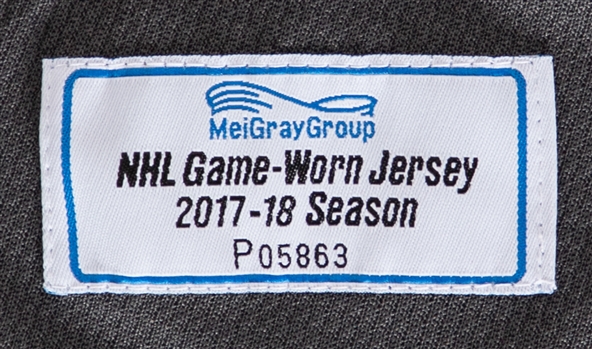 MeiGrayGroup
NHL Game-Worn Jersey
2017-18 Season
P05863